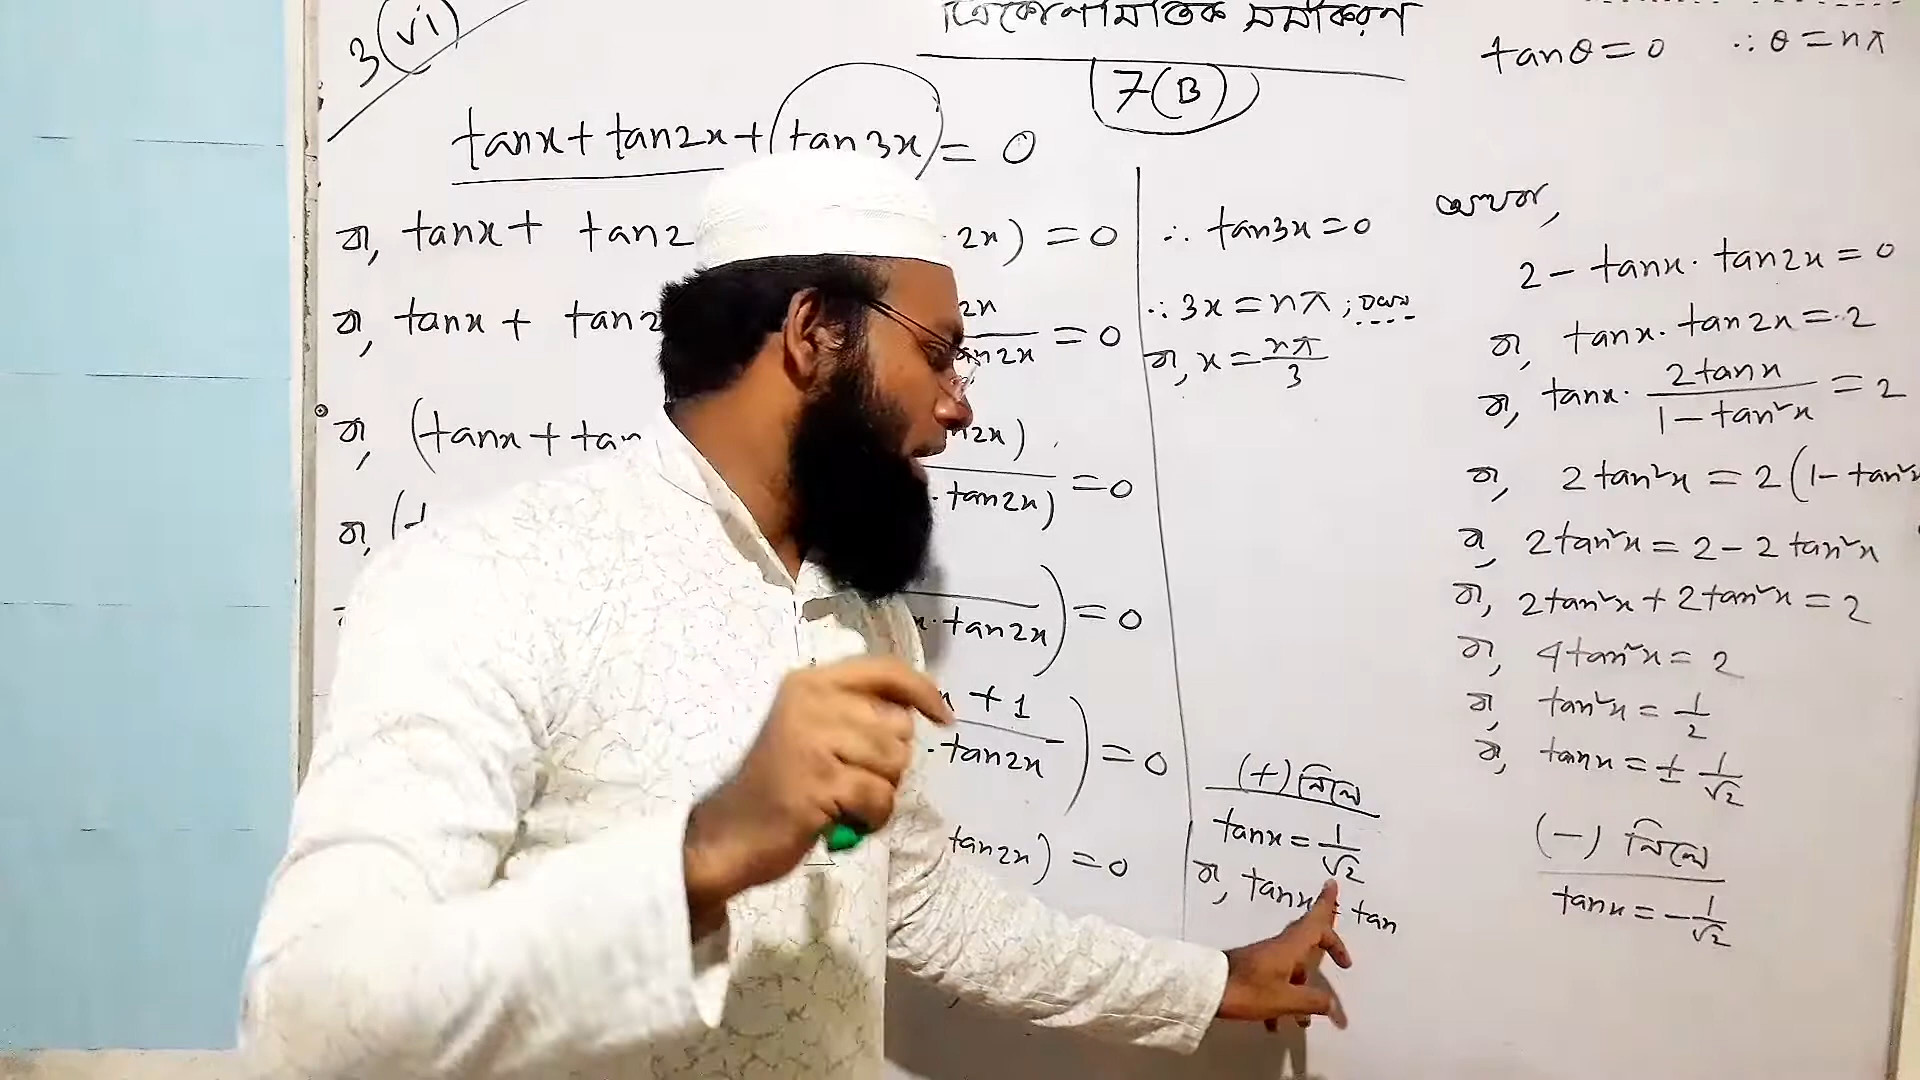 3 (vi)
ত্রিকোণমিতিক সমীকরণ
7(B)
tanx + tan2x + tan3x = 0
বা, tanx + tan2 2x) = 0
বা, tanx + tan2 2x = 0
tan2x
বা, (tanx + tan n2x) = 0
. tan2x)
বা, (
. tan2x) = 0
+ 1
. tan2x) = 0
tan2x) = 0
∴ tan3x = 0
∴ 3x = nπ ;
বা, x = nπ/3
(+) নিলে
tanx = 1/√2
বা, tanx = tan
tanθ = 0 ∴ θ = nπ
অথবা,
2 - tanx . tan2x = 0
বা, tanx . tan2x = 2
বা, tanx . 2tanx/1 - tan²x = 2
বা, 2tan²x = 2(1 - tan²x
বা, 2tan²x = 2 - 2tan²x
বা, 2tan²x + 2tan²x = 2
বা, 4tan²x = 2
বা, tan²x = 1/2
বা, tanx = ± 1/√2
(-) নিলে
tanx = - 1/√2